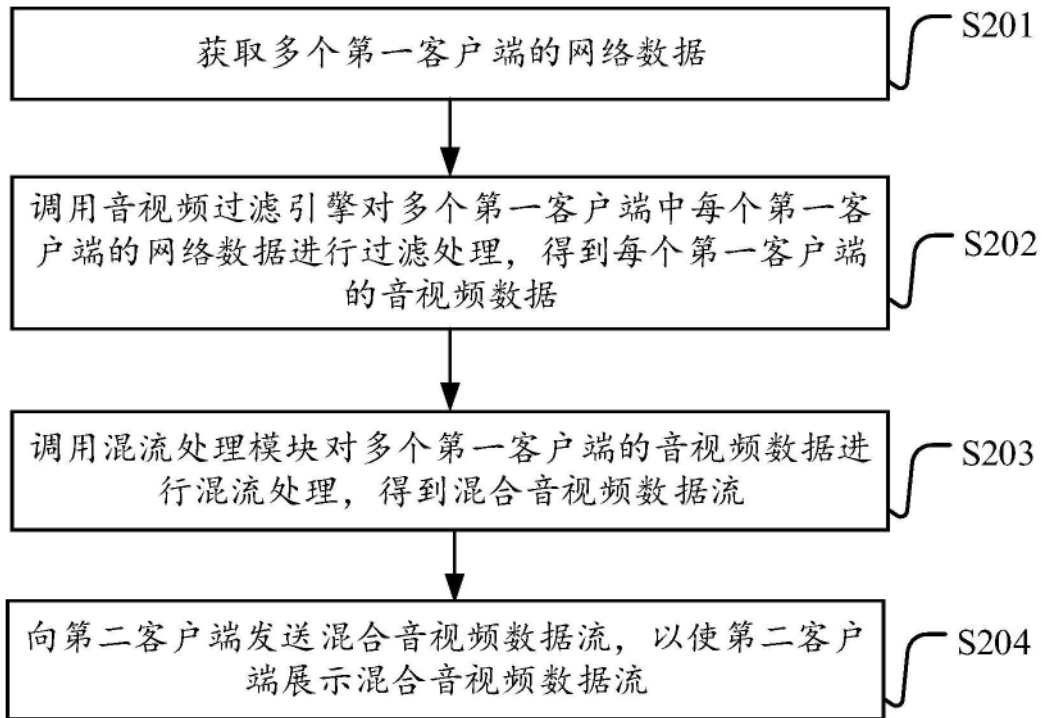 获取多个第一客户端的网络数据
S201
调用音视频过滤引擎对多个第一客户端中每个第一客
户端的网络数据进行过滤处理，得到每个第一客户端
的音视频数据
S202
调用混流处理模块对多个第一客户端的音视频数据进
行混流处理，得到混合音视频数据流
S203
向第二客户端发送混合音视频数据流，以使第二客户
端展示混合音视频数据流
S204